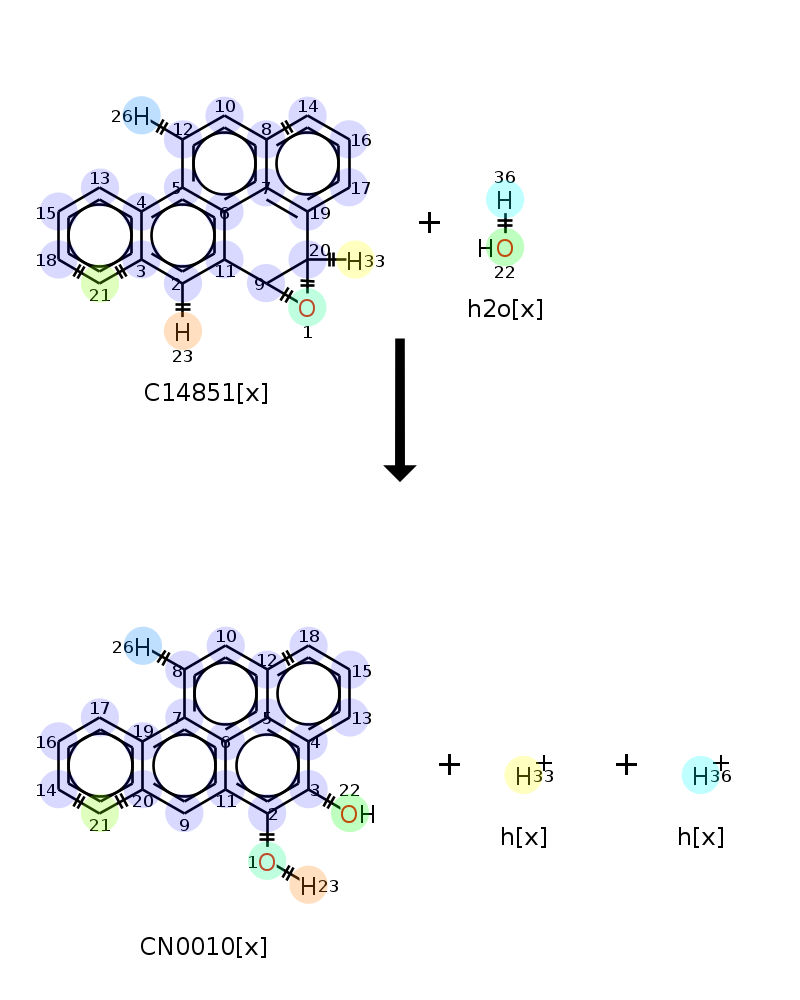 26H 12 10 8 14
16
13 5 7 17
15 4 6 19
+
36
H
HO
22
h2o[x]
18 3 11 20 H33
21 2 9 O
1
H
23
C14851[x]
26H 8 10 12 18
15
17 7 5 13
16 19 6 4
14 20 11 3 22
OH
21 9 2
1O
H23
CN0010[x]
+
H33+
h[x]
+
H36+
h[x]